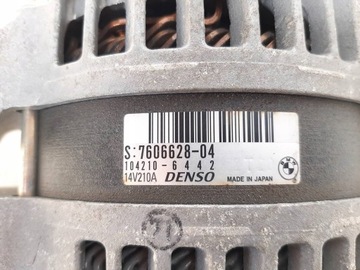 S:7606628-04
104210-6442
14V210A DENSO MADE IN JAPAN